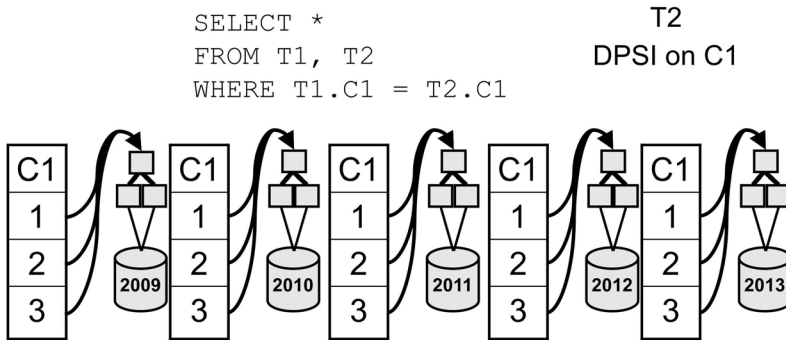 SELECT *
FROM T1, T2
WHERE T1.C1 = T2.C1
T2
DPSI on C1
C1 C1 C1 C1 C1
1 1 1 1 1
2 2009 2 2010 2 2011 2 2012 2 2013
3 3 3 3 3